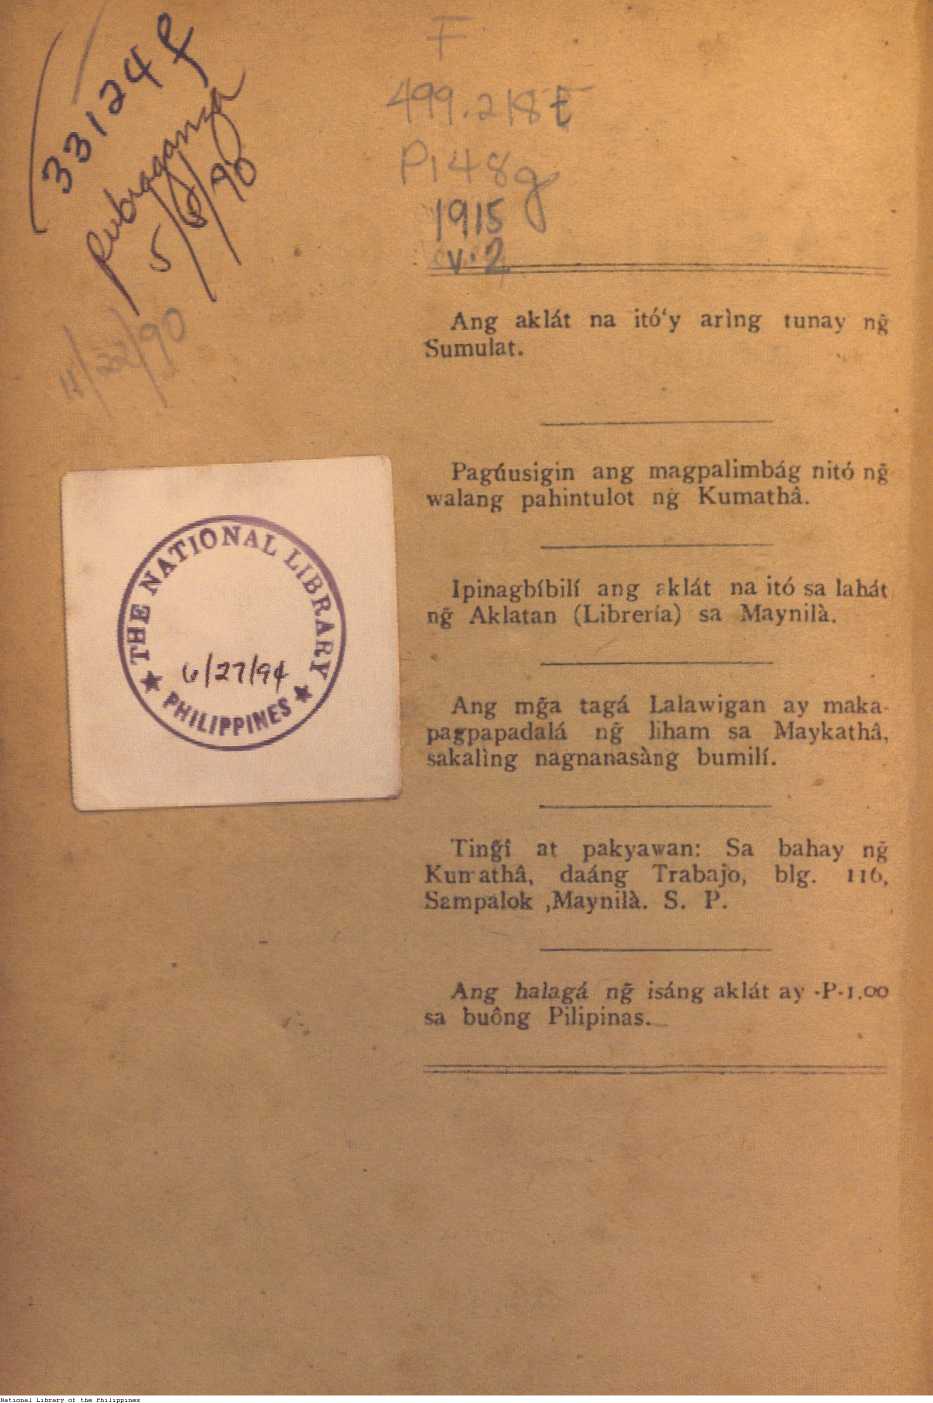 33124 f
5/8/90
11/22/90
F
499.218
P148g
1915
v.2
Ang aklát na itó'y arìng tunay ng̃
Sumulat.
Pagúusigin ang magpalimbág nitó ng̃
walang pahintulot ng̃ Kumathâ.
Ipinagbíbilí ang aklát na itó sa lahát
ng̃ Aklatan (Librería) sa Maynilà.
Ang mg̃a tagá Lalawigan ay maka-
pagpapadalá ng̃ liham sa Maykathâ,
sakalìng nagnanasàng bumilí.
Ting̃î at pakyawan: Sa bahay ng̃
Kumathâ, daáng Trabajo, blg. 116,
Sampalok ,Maynilà. S. P.
Ang halagá ng̃ isáng aklát ay ₱1.00
sa buông Pilipinas.
THE NATIONAL LIBRARY
6/27/94
PHILIPPINES
National Library of the Philippines